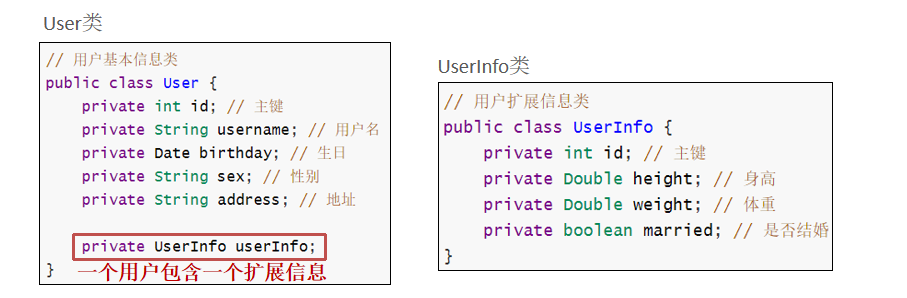 User类
// 用户基本信息类
public class User {
private int id; // 主键
private String username; // 用户名
private Date birthday; // 生日
private String sex; // 性别
private String address; // 地址
private UserInfo userInfo;
} 一个用户包含一个扩展信息
UserInfo类
// 用户扩展信息类
public class UserInfo {
private int id; // 主键
private Double height; // 身高
private Double weight; // 体重
private boolean married; // 是否结婚
}